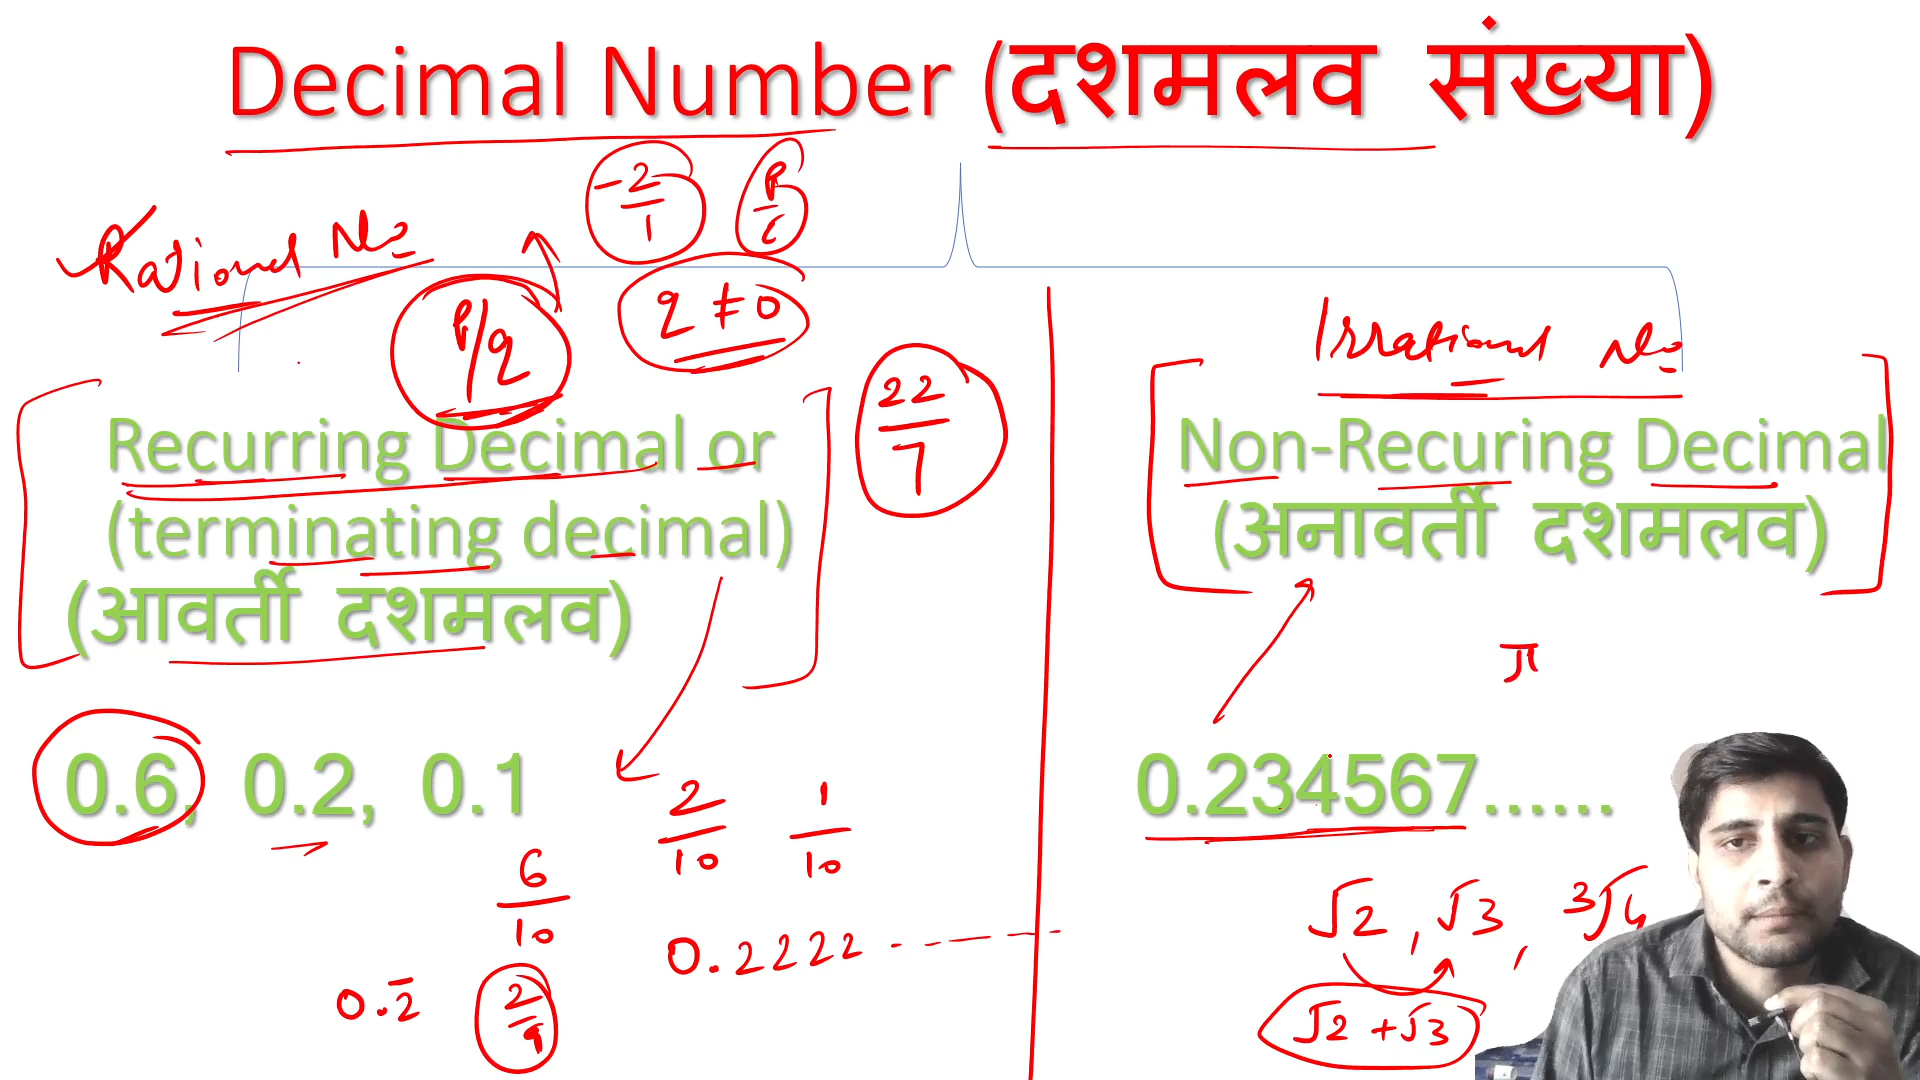 Decimal Number (दशमलव संख्या)
-2/1
P/6
Rational No
P/q
q ≠ 0
22/7
Recurring Decimal or
(terminating decimal)
(आवर्ती दशमलव)
0.6, 0.2, 0.1
2/10
1/10
6/10
0.2222 - - - - -
0.2̅
2/9
Irrational No
Non-Recuring Decimal
(अनावर्ती दशमलव)
π
0.234567......
√2, √3, ³√4
√2 + √3